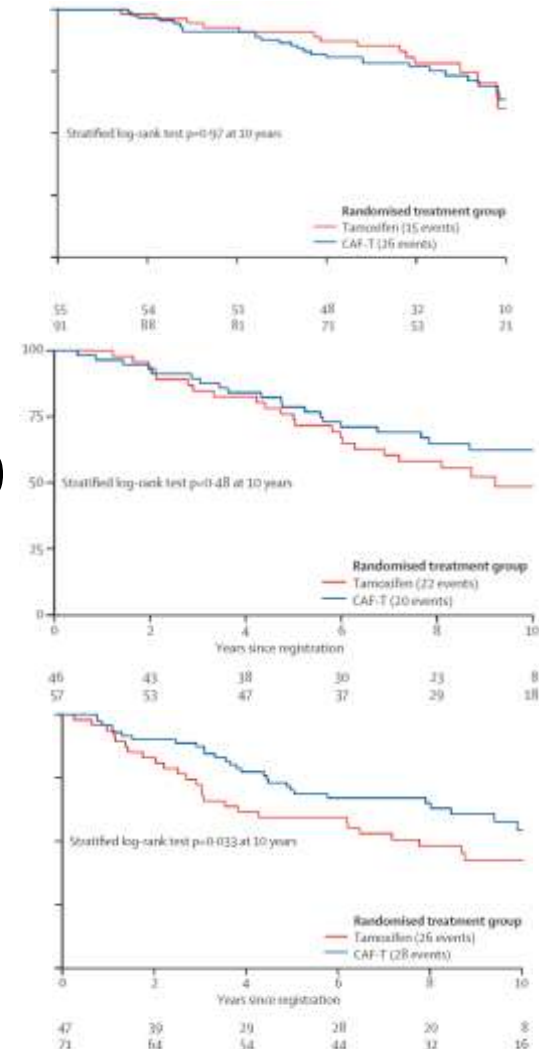 Stratified log-rank test p=0·97 at 10 years
Randomised treatment group
Tamoxifen (15 events)
CAF-T (26 events)
55 54 51 48 32 10
91 88 81 71 53 21
100
75
50
25
0
Stratified log-rank test p=0·48 at 10 years
Randomised treatment group
Tamoxifen (22 events)
CAF-T (20 events)
0 2 4 6 8 10
Years since registration
46 43 38 30 23 8
57 53 47 37 29 18
Stratified log-rank test p=0·033 at 10 years
Randomised treatment group
Tamoxifen (26 events)
CAF-T (28 events)
0 2 4 6 8 10
Years since registration
47 39 29 28 20 8
71 64 54 44 32 16
)